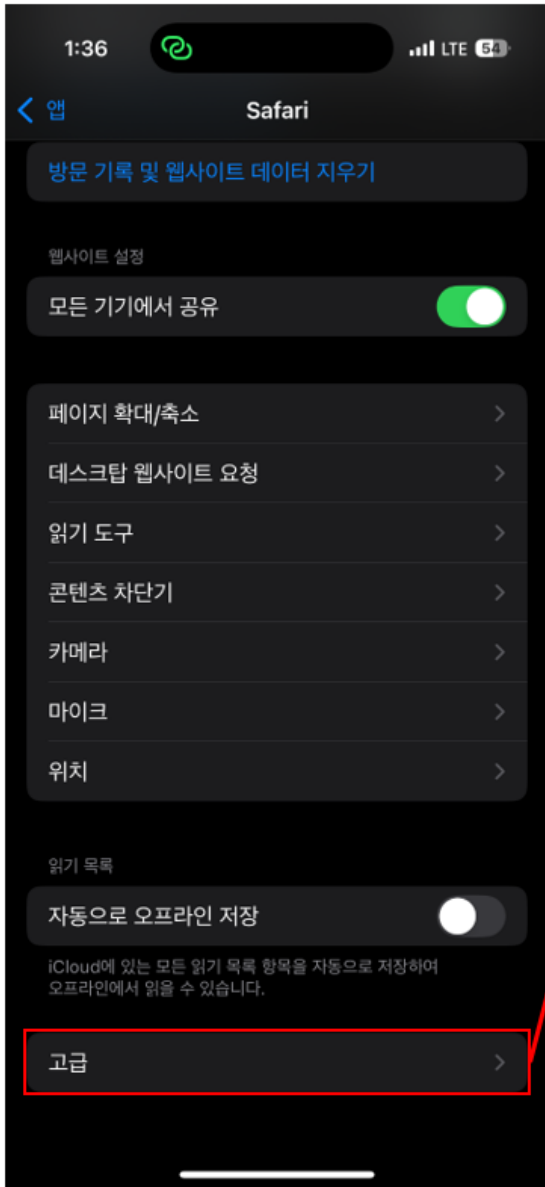 1:36
LTE 54
앱
Safari
방문 기록 및 웹사이트 데이터 지우기
웹사이트 설정
모든 기기에서 공유
페이지 확대/축소
데스크탑 웹사이트 요청
읽기 도구
콘텐츠 차단기
카메라
마이크
위치
읽기 목록
자동으로 오프라인 저장
iCloud에 있는 모든 읽기 목록 항목을 자동으로 저장하여
오프라인에서 읽을 수 있습니다.
고급